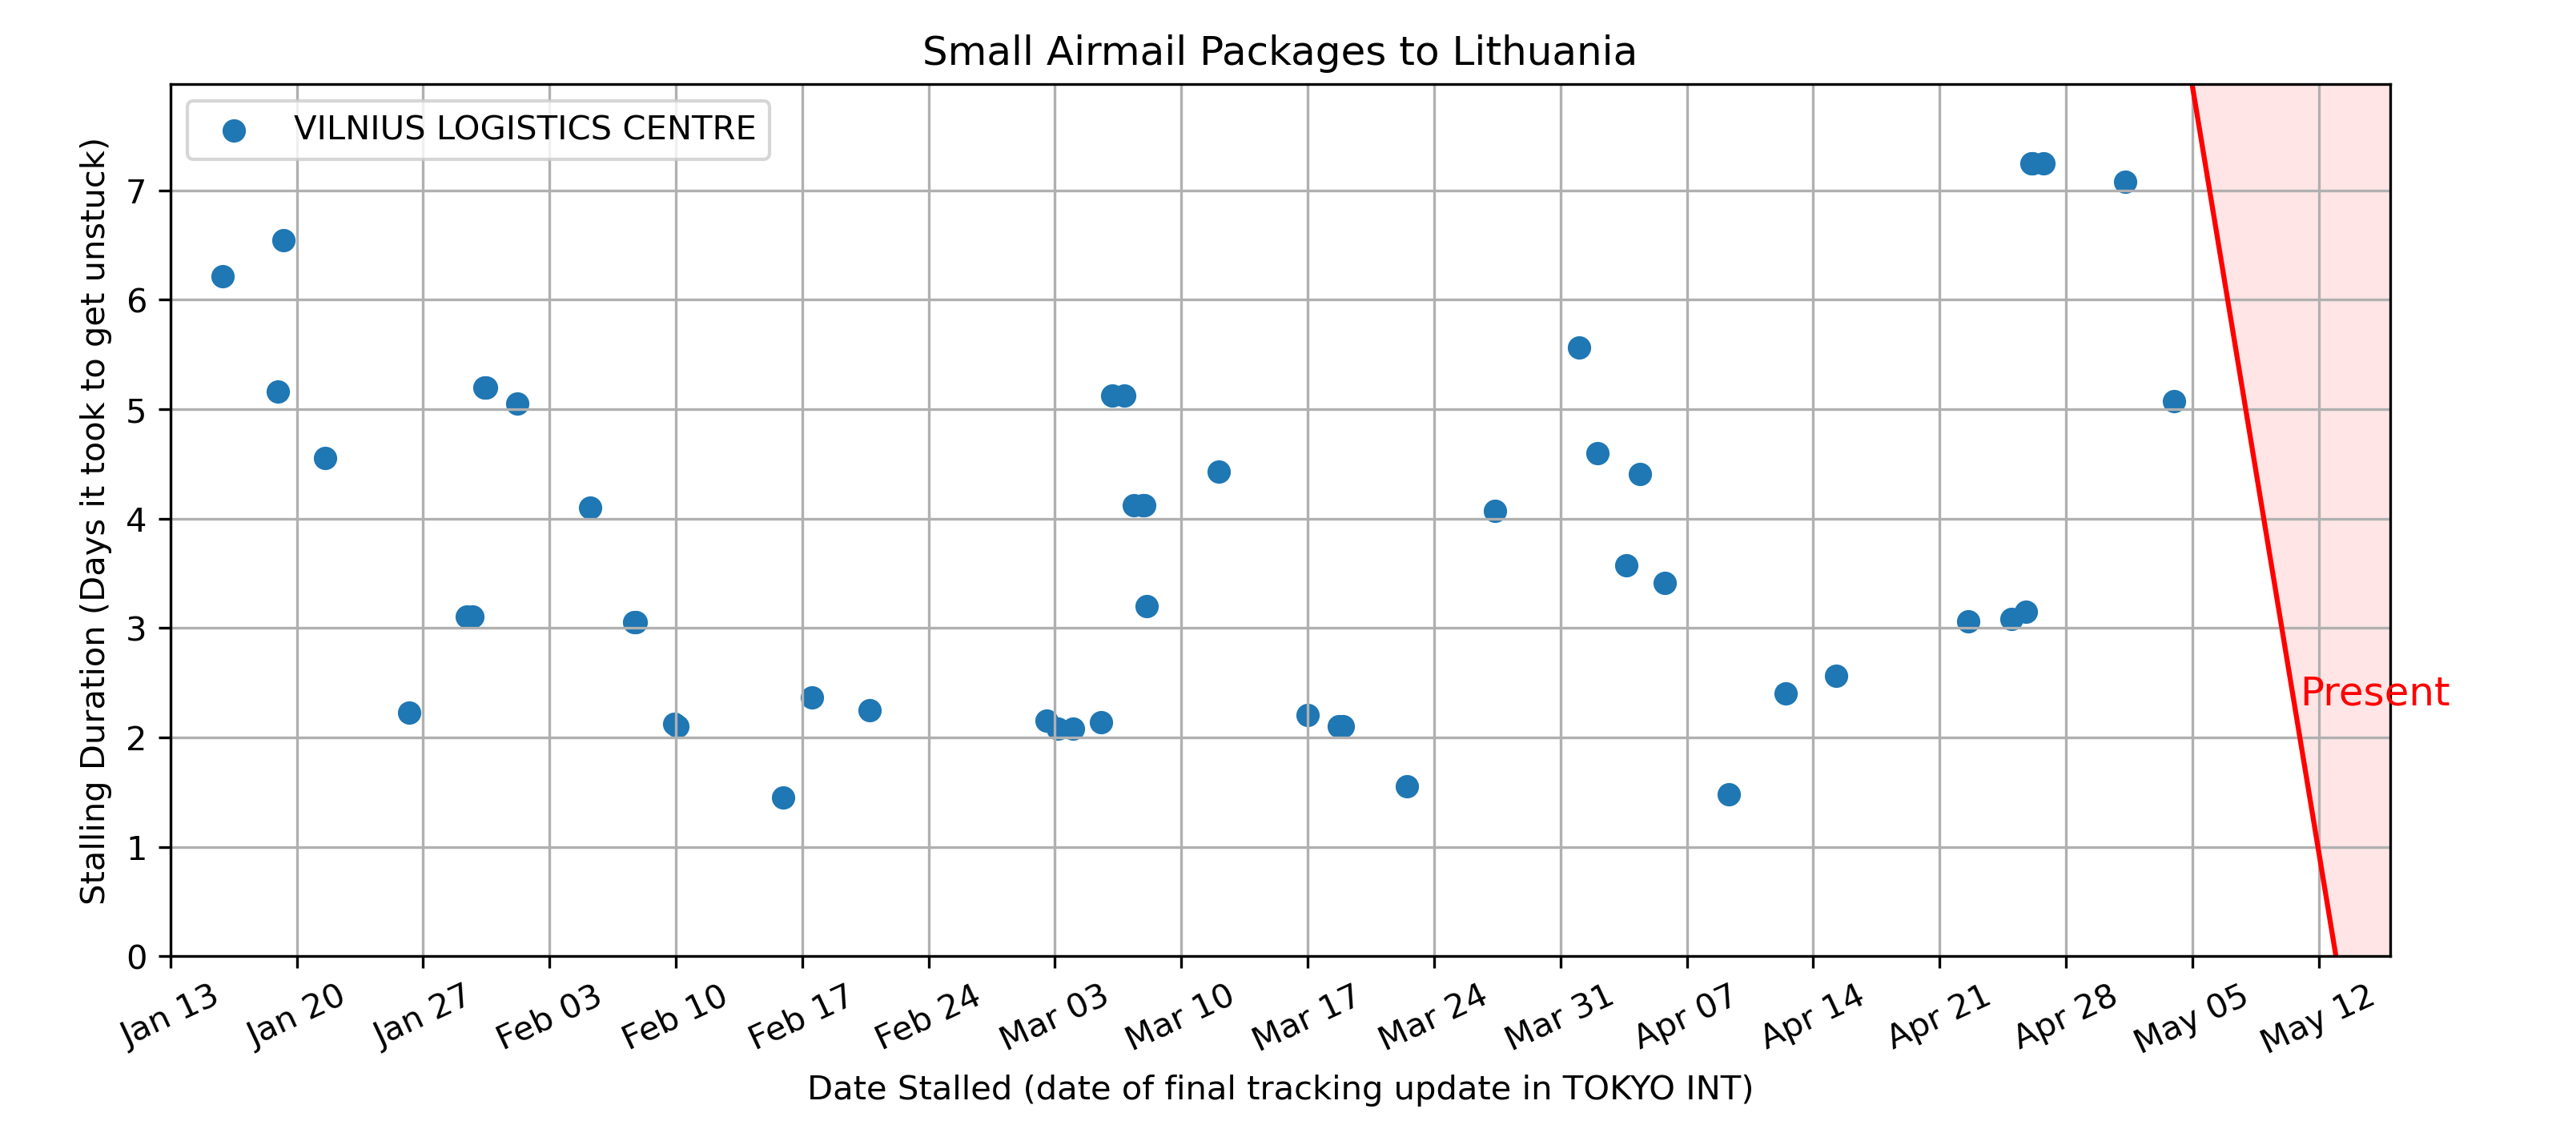 Small Airmail Packages to Lithuania
VILNIUS LOGISTICS CENTRE
Stalling Duration (Days it took to get unstuck)
7
6
5
4
3
2
1
0
Present
Jan 13
Jan 20
Jan 27
Feb 03
Feb 10
Feb 17
Feb 24
Mar 03
Mar 10
Mar 17
Mar 24
Mar 31
Apr 07
Apr 14
Apr 21
Apr 28
May 05
May 12
Date Stalled (date of final tracking update in TOKYO INT)